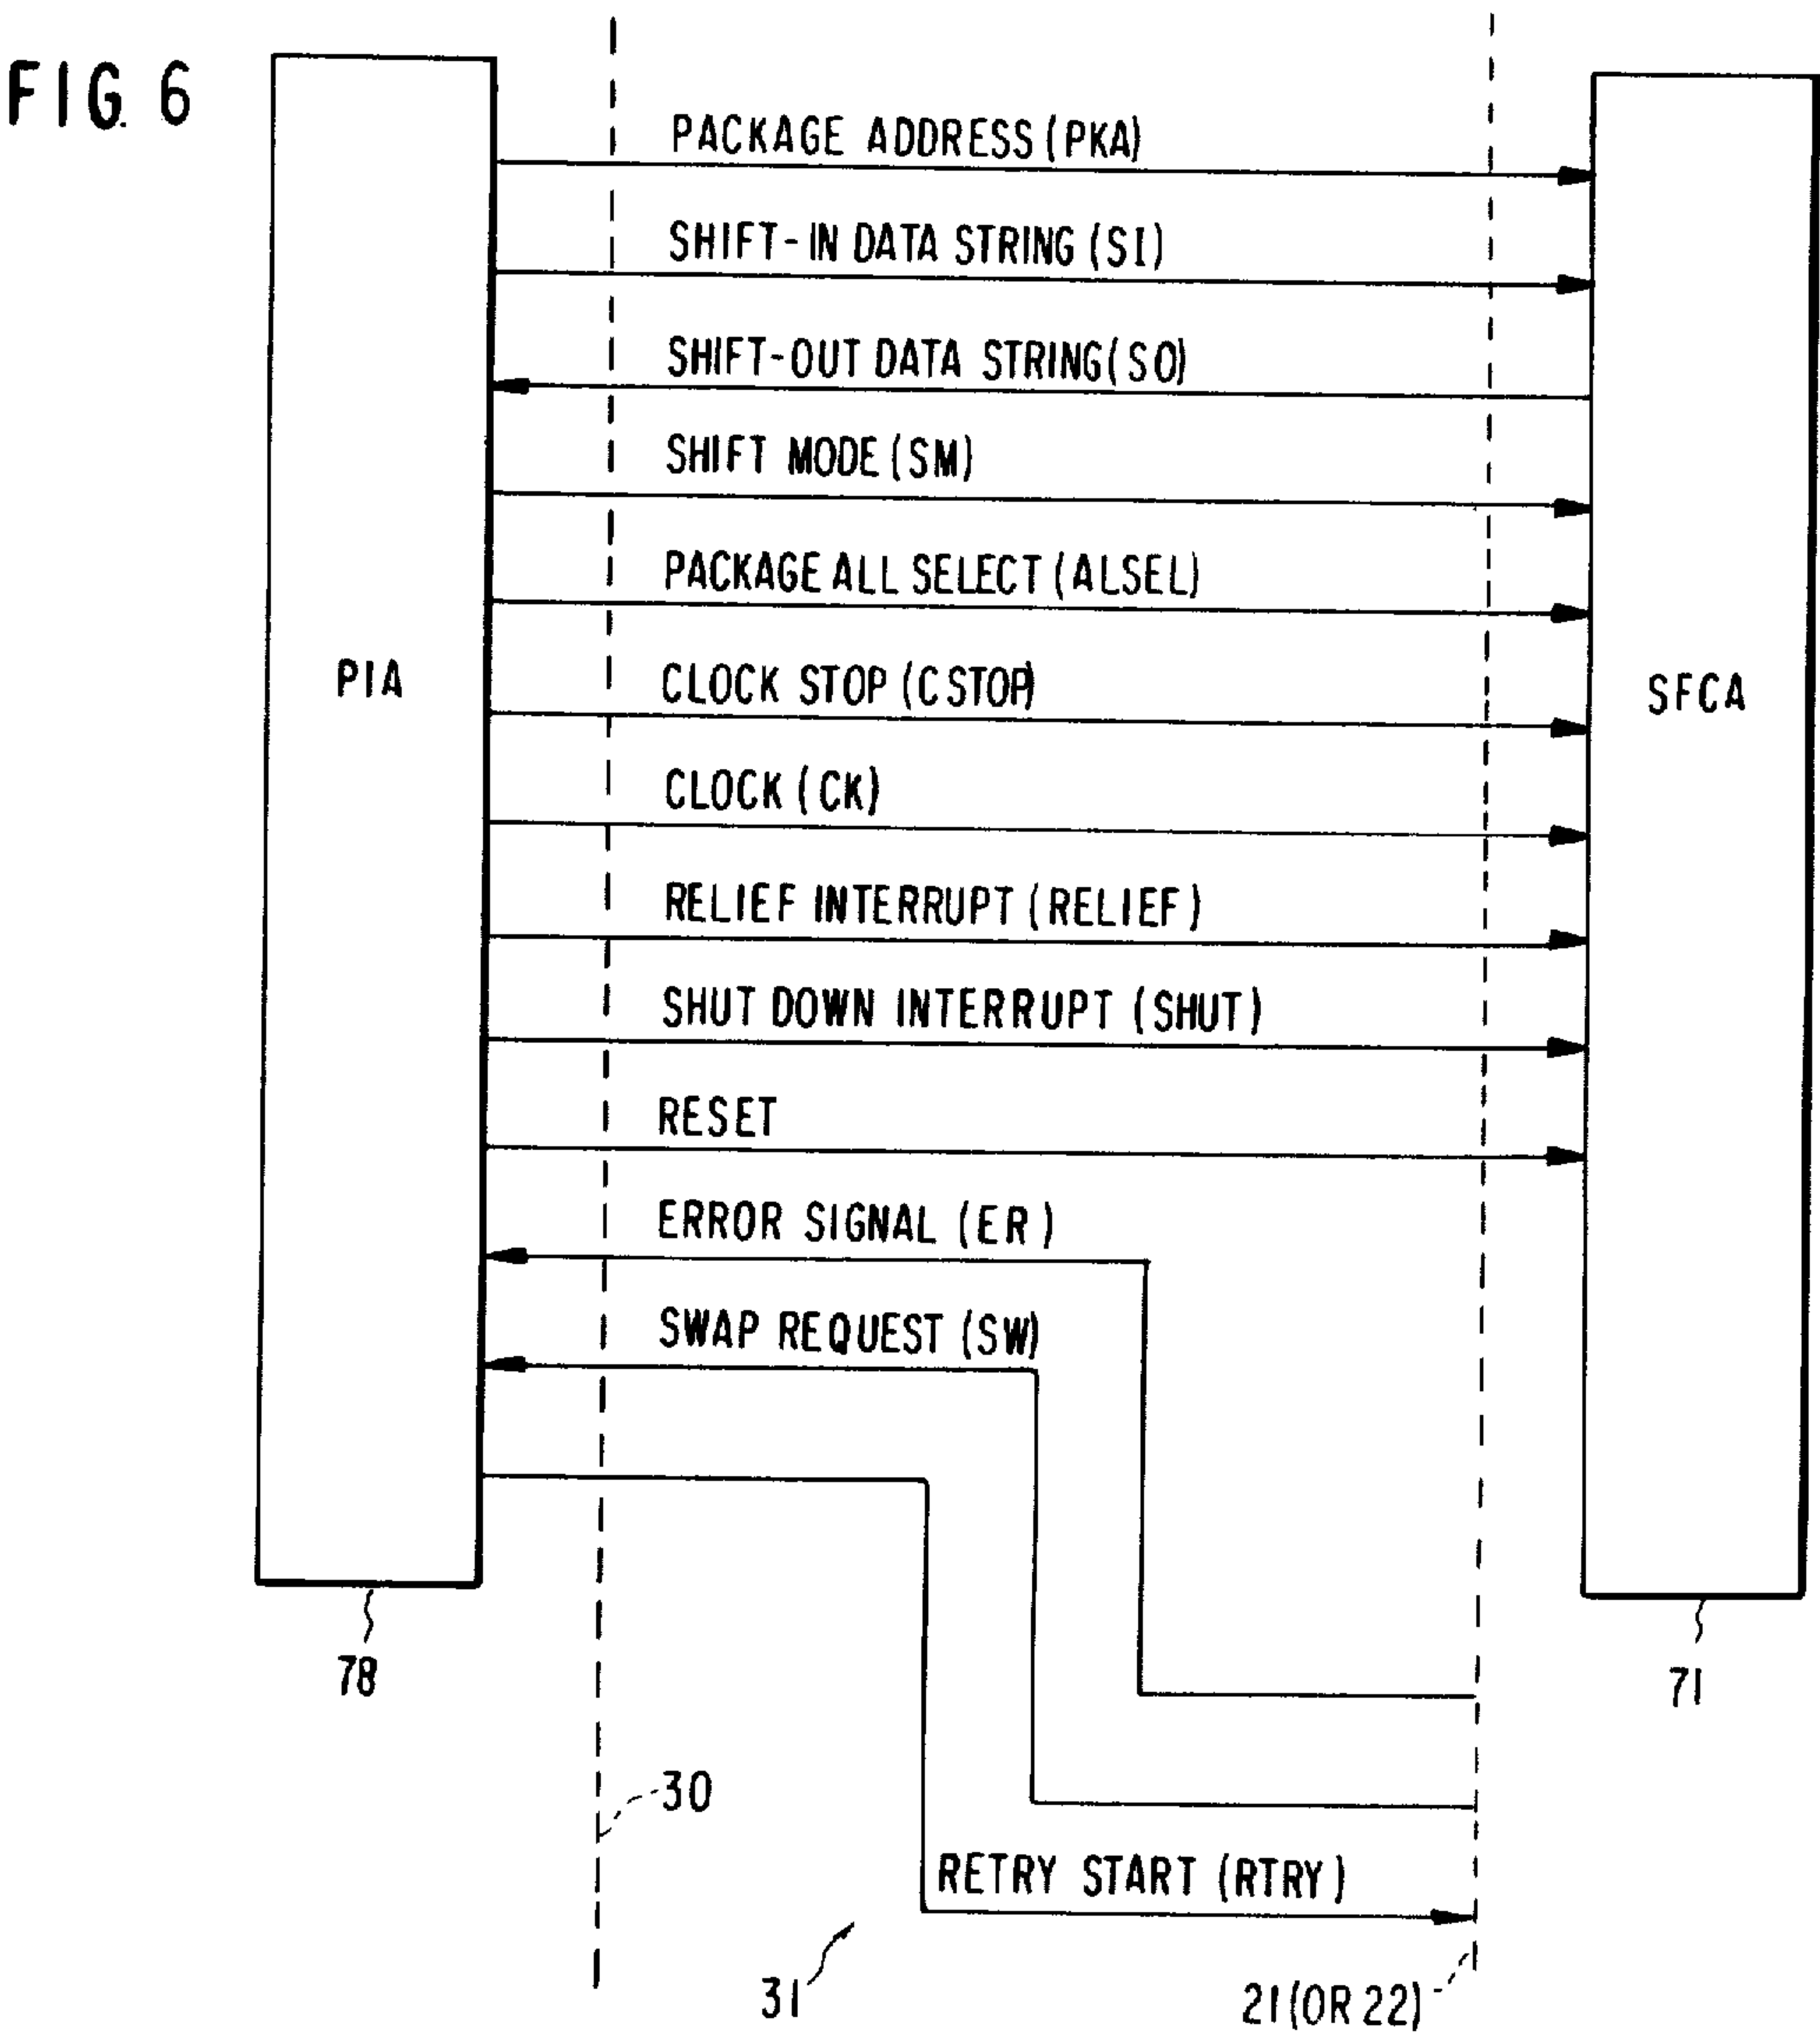 FIG. 6
PACKAGE ADDRESS (PKA)
SHIFT-IN DATA STRING (SI)
SHIFT-OUT DATA STRING (SO)
SHIFT MODE (SM)
PACKAGE ALL SELECT (ALSEL)
PIA
CLOCK STOP (CSTOP)
SFCA
CLOCK (CK)
RELIEF INTERRUPT (RELIEF)
SHUT DOWN INTERRUPT (SHUT)
RESET
ERROR SIGNAL (ER)
SWAP REQUEST (SW)
78
71
30
RETRY START (RTRY)
31
21 (OR 22)